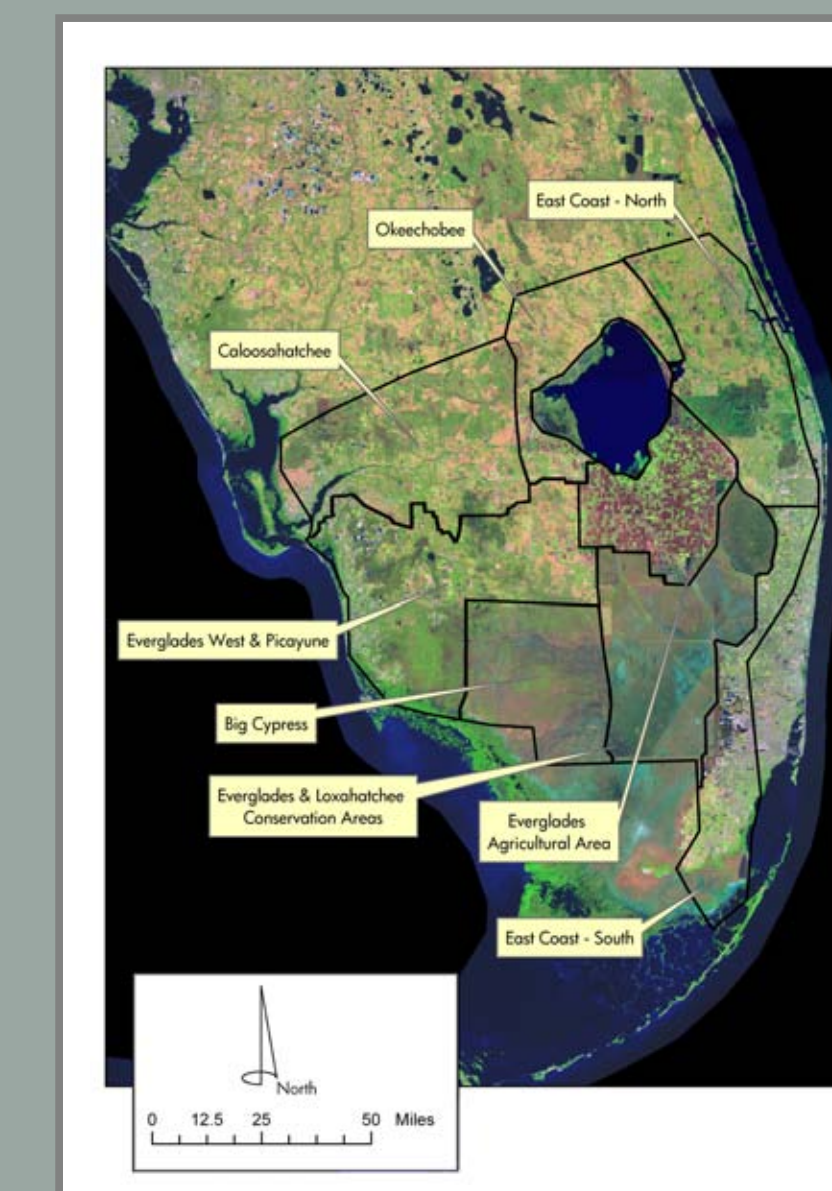 East Coast - North
Okeechobee
Caloosahatchee
Everglades West & Picayune
Big Cypress
Everglades & Loxahatchee
Conservation Areas
Everglades
Agricultural Area
East Coast - South
North
0 12.5 25 50 Miles